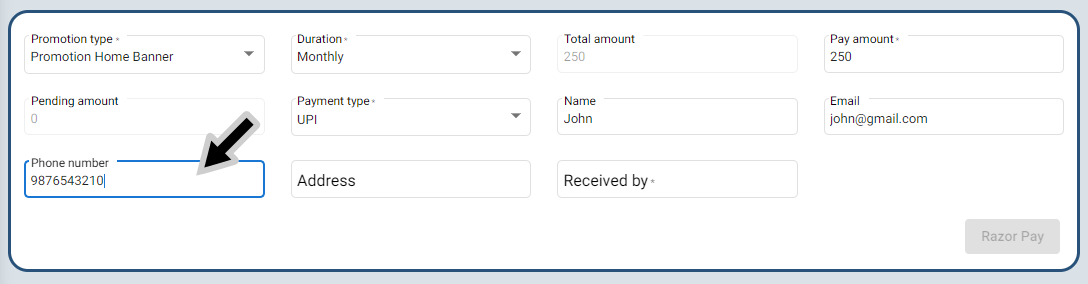 Promotion type *
Promotion Home Banner
Duration *
Monthly
Total amount
250
Pay amount *
250
Pending amount
0
Payment type *
UPI
Name
John
Email
john@gmail.com
Phone number
9876543210
Address
Received by *
Razor Pay